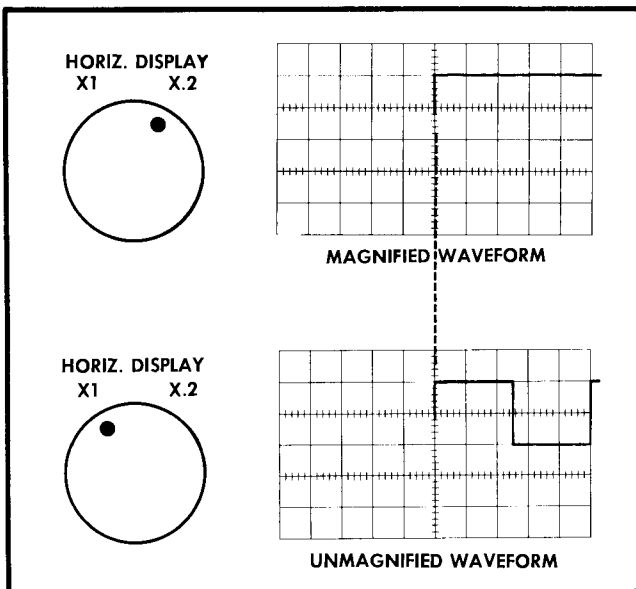 HORIZ. DISPLAY
X1 X.2
MAGNIFIED WAVEFORM
HORIZ. DISPLAY
X1 X.2
UNMAGNIFIED WAVEFORM